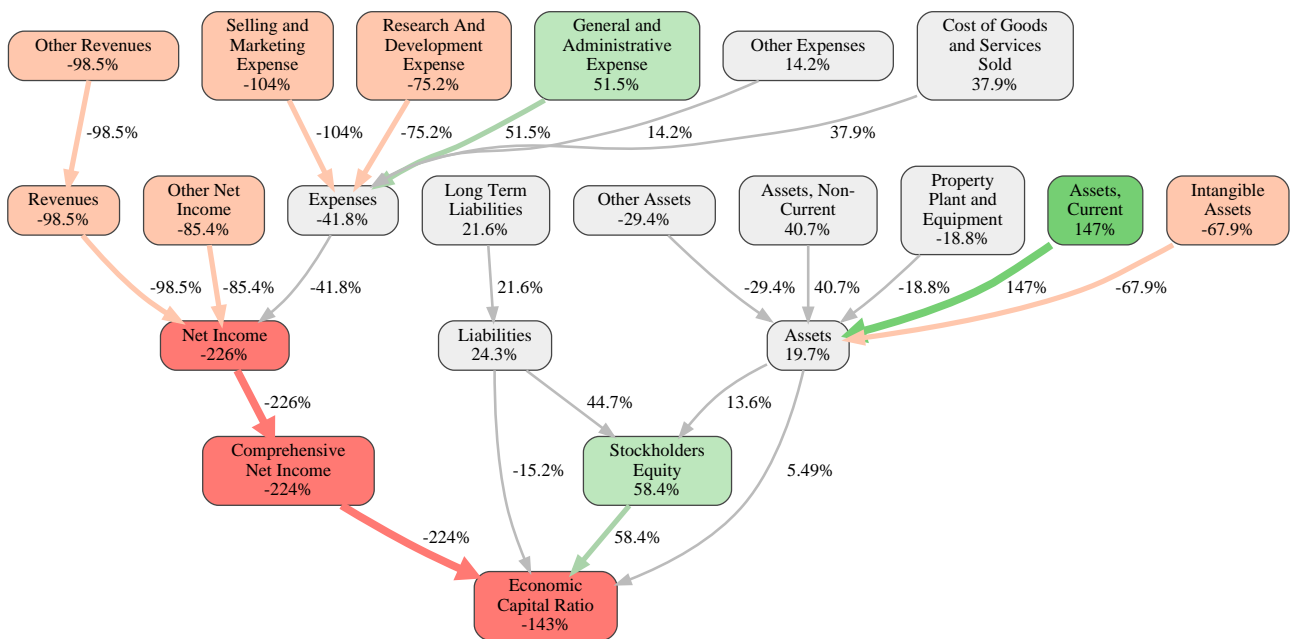 Other Revenues
-98.5%
Selling and
Marketing
Expense
-104%
Research And
Development
Expense
-75.2%
General and
Administrative
Expense
51.5%
Other Expenses
14.2%
Cost of Goods
and Services
Sold
37.9%
-98.5%
-104%
-75.2%
51.5%
14.2%
37.9%
Revenues
-98.5%
Other Net
Income
-85.4%
Expenses
-41.8%
Long Term
Liabilities
21.6%
Other Assets
-29.4%
Assets, Non-
Current
40.7%
Property
Plant and
Equipment
-18.8%
Assets,
Current
147%
Intangible
Assets
-67.9%
-98.5%
-85.4%
-41.8%
21.6%
-29.4%
40.7%
-18.8%
147%
-67.9%
Net Income
-226%
Liabilities
24.3%
Assets
19.7%
-226%
44.7%
13.6%
Comprehensive
Net Income
-224%
-15.2%
Stockholders
Equity
58.4%
5.49%
-224%
58.4%
Economic
Capital Ratio
-143%